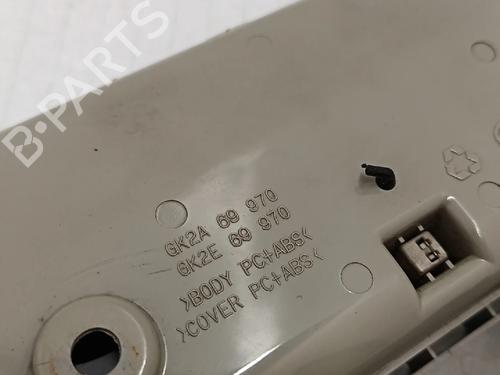 B-PARTS
GK2A 69 970
GK2E 69 970
>BODY PC+ABS<
>COVER PC+ABS<